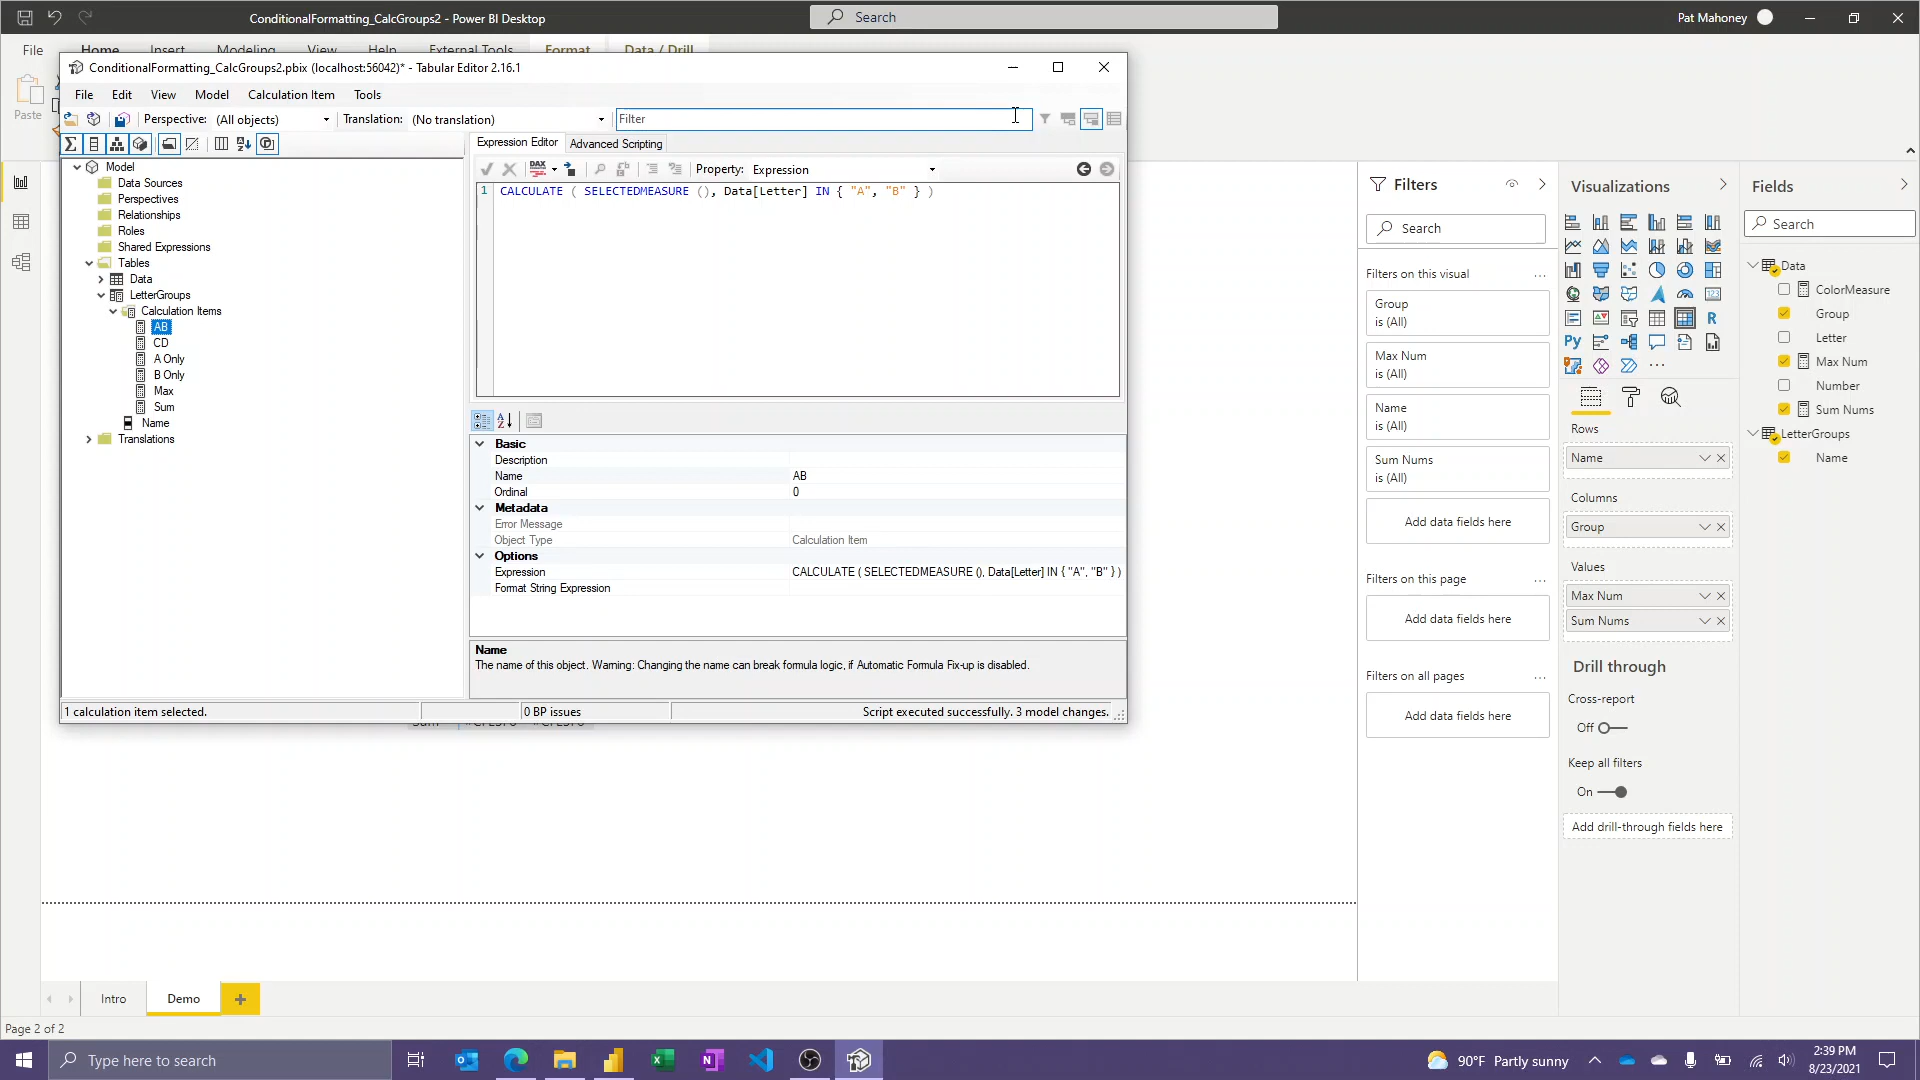 ConditionalFormatting_CalcGroups2 - Power BI Desktop
Search
Pat Mahoney
File
Home
Insert
Modeling
View
Help
External Tools
Format
Data / Drill
Paste
ConditionalFormatting_CalcGroups2.pbix (localhost:56042)* - Tabular Editor 2.16.1
File Edit View Model Calculation Item Tools
Perspective: (All objects) Translation: (No translation) Filter
Expression Editor Advanced Scripting
DAX Property: Expression
1 CALCULATE ( SELECTEDMEASURE (), Data[Letter] IN { "A", "B" } )
Model
Data Sources
Perspectives
Relationships
Roles
Shared Expressions
Tables
Data
LetterGroups
Calculation Items
AB
CD
A Only
B Only
Max
Sum
Name
Translations
Basic
Description
Name AB
Ordinal 0
Metadata
Error Message
Object Type Calculation Item
Options
Expression CALCULATE ( SELECTEDMEASURE (), Data[Letter] IN { "A", "B" } )
Format String Expression
Name
The name of this object. Warning: Changing the name can break formula logic, if Automatic Formula Fix-up is disabled.
1 calculation item selected.
0 BP issues
Script executed successfully. 3 model changes.
Filters
Search
Filters on this visual
Group
is (All)
Max Num
is (All)
Name
is (All)
Sum Nums
is (All)
Add data fields here
Filters on this page
Add data fields here
Filters on all pages
Add data fields here
Visualizations
R
Py
123
Rows
Name
Columns
Group
Values
Max Num
Sum Nums
Drill through
Cross-report
Off
Keep all filters
On
Add drill-through fields here
Fields
Search
Data
ColorMeasure
Group
Letter
Max Num
Number
Sum Nums
LetterGroups
Name
Intro
Demo
+
Page 2 of 2
Type here to search
90°F Partly sunny
2:39 PM
8/23/2021